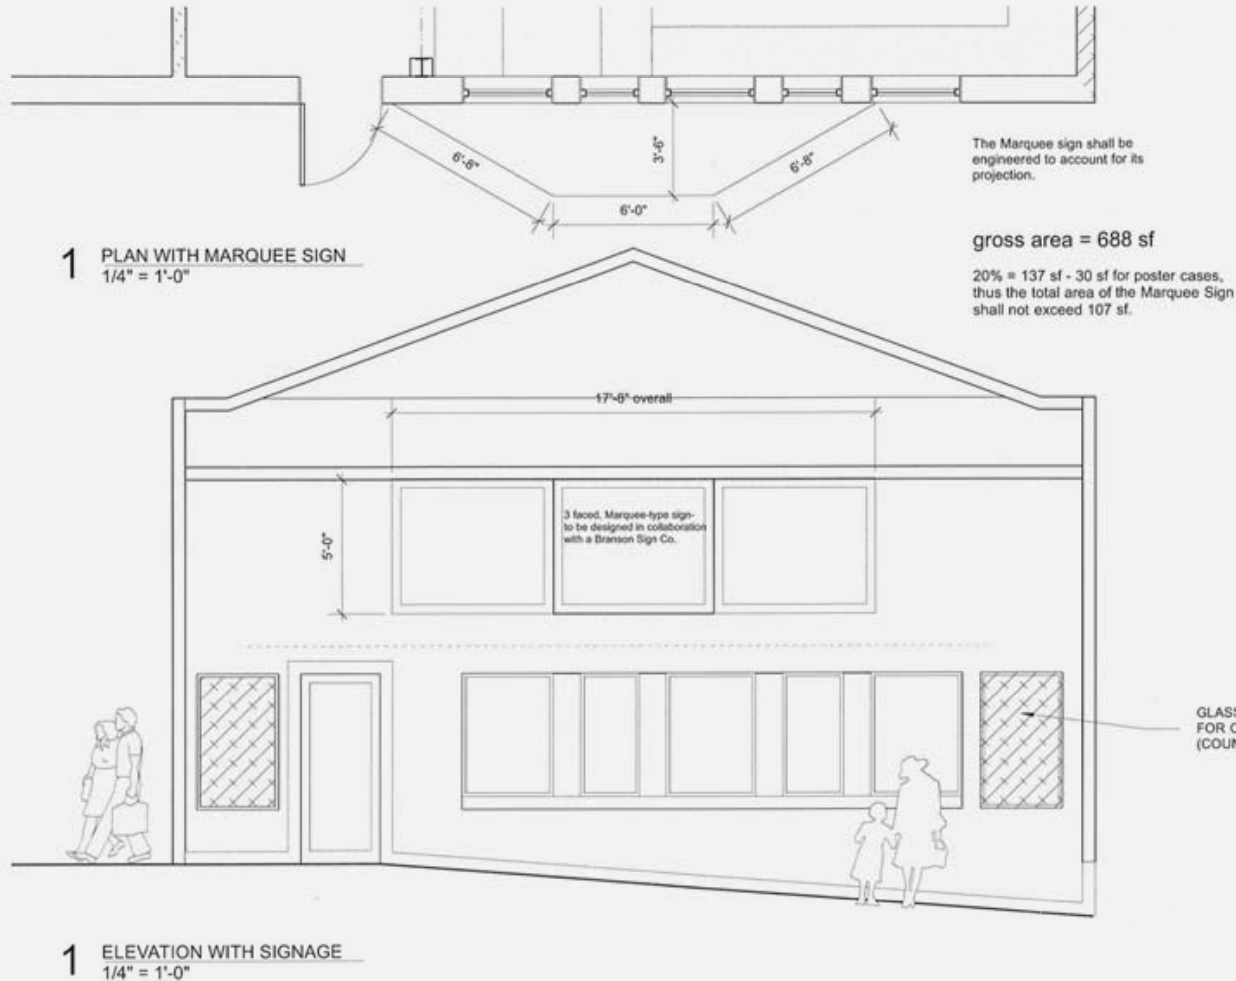 6'-8"
3'-6"
6'-8"
6'-0"
The Marquee sign shall be
engineered to account for its
projection.
1 PLAN WITH MARQUEE SIGN
1/4" = 1'-0"
gross area = 688 sf
20% = 137 sf - 30 sf for poster cases,
thus the total area of the Marquee Sign
shall not exceed 107 sf.
17'-8" overall
5'-0"
3 faced, Marquee-type sign-
to be designed in collaboration
with a Branson Sign Co.
GLASS
FOR
(COUN
1 ELEVATION WITH SIGNAGE
1/4" = 1'-0"